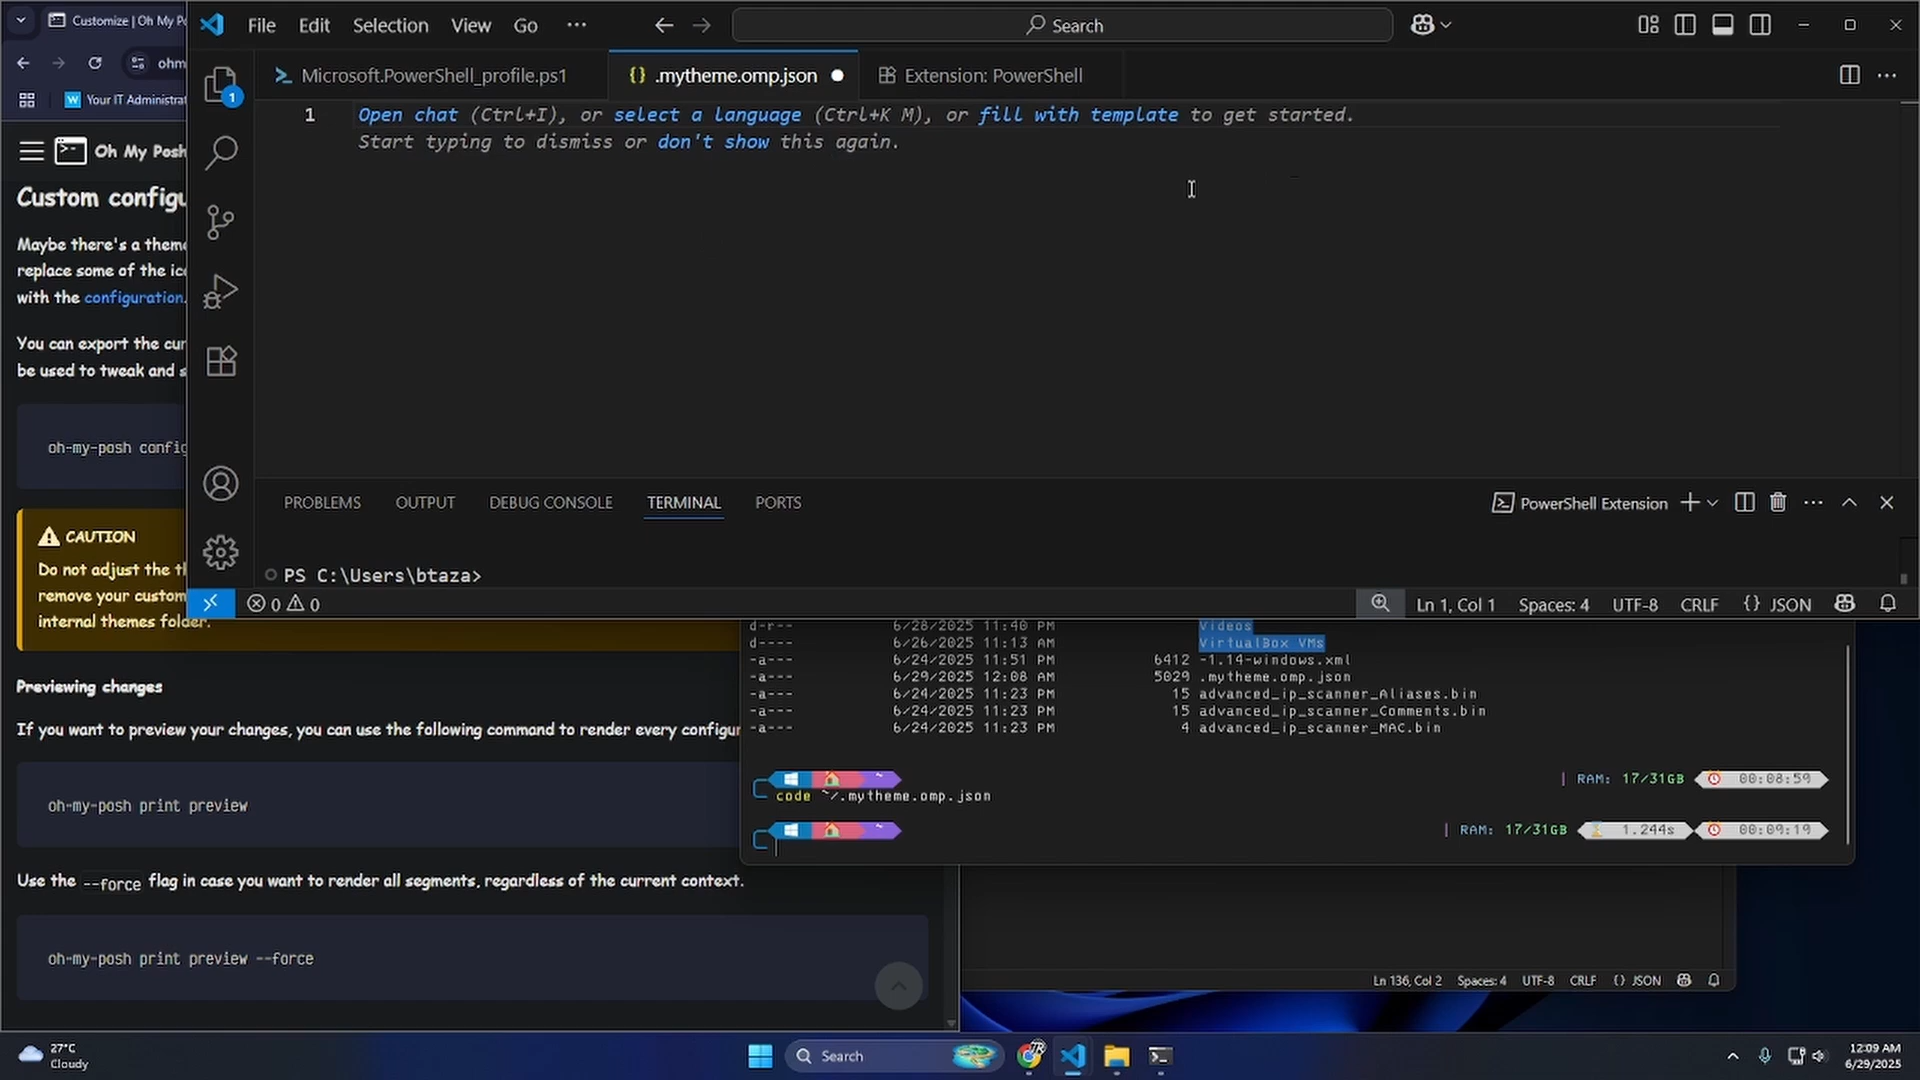 Customize | Oh My Po
ohm
Your IT Administrat
Oh My Posh
Custom configu
Maybe there's a theme
replace some of the ico
with the configuration.
You can export the cur
be used to tweak and s
oh-my-posh config
CAUTION
Do not adjust the th
remove your custom
internal themes folder.
Previewing changes
If you want to preview your changes, you can use the following command to render every configur
oh-my-posh print preview
Use the --force flag in case you want to render all segments, regardless of the current context.
oh-my-posh print preview --force
File Edit Selection View Go
Search
1
Microsoft.PowerShell_profile.ps1
{} .mytheme.omp.json
Extension: PowerShell
1 Open chat (Ctrl+I), or select a language (Ctrl+K M), or fill with template to get started.
Start typing to dismiss or don't show this again.
PROBLEMS OUTPUT DEBUG CONSOLE TERMINAL PORTS
PowerShell Extension
PS C:\Users\btaza>
0 0
Ln 1, Col 1 Spaces: 4 UTF-8 CRLF {} JSON
d-r-- 6/28/2025 11:40 PM Videos
d---- 6/26/2025 11:13 AM VirtualBox VMs
-a--- 6/24/2025 11:51 PM 6412 -1.14-windows.xml
-a--- 6/29/2025 12:08 AM 5029 .mytheme.omp.json
-a--- 6/24/2025 11:23 PM 15 advanced_ip_scanner_Aliases.bin
-a--- 6/24/2025 11:23 PM 15 advanced_ip_scanner_Comments.bin
-a--- 6/24/2025 11:23 PM 4 advanced_ip_scanner_MAC.bin
~ | RAM: 17/31GB 00:08:59
code ~/.mytheme.omp.json
~ | RAM: 17/31GB 1.244s 00:09:19
Ln 136, Col 2 Spaces: 4 UTF-8 CRLF {} JSON
27°C
Cloudy
Search
12:09 AM
6/29/2025